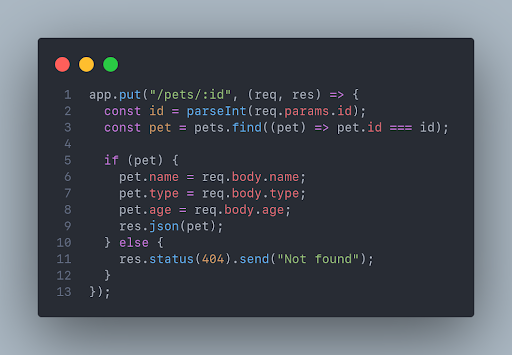 1 app.put("/pets/:id", (req, res) => {
2   const id = parseInt(req.params.id);
3   const pet = pets.find((pet) => pet.id === id);
4
5   if (pet) {
6     pet.name = req.body.name;
7     pet.type = req.body.type;
8     pet.age = req.body.age;
9     res.json(pet);
10   } else {
11     res.status(404).send("Not found");
12   }
13 });